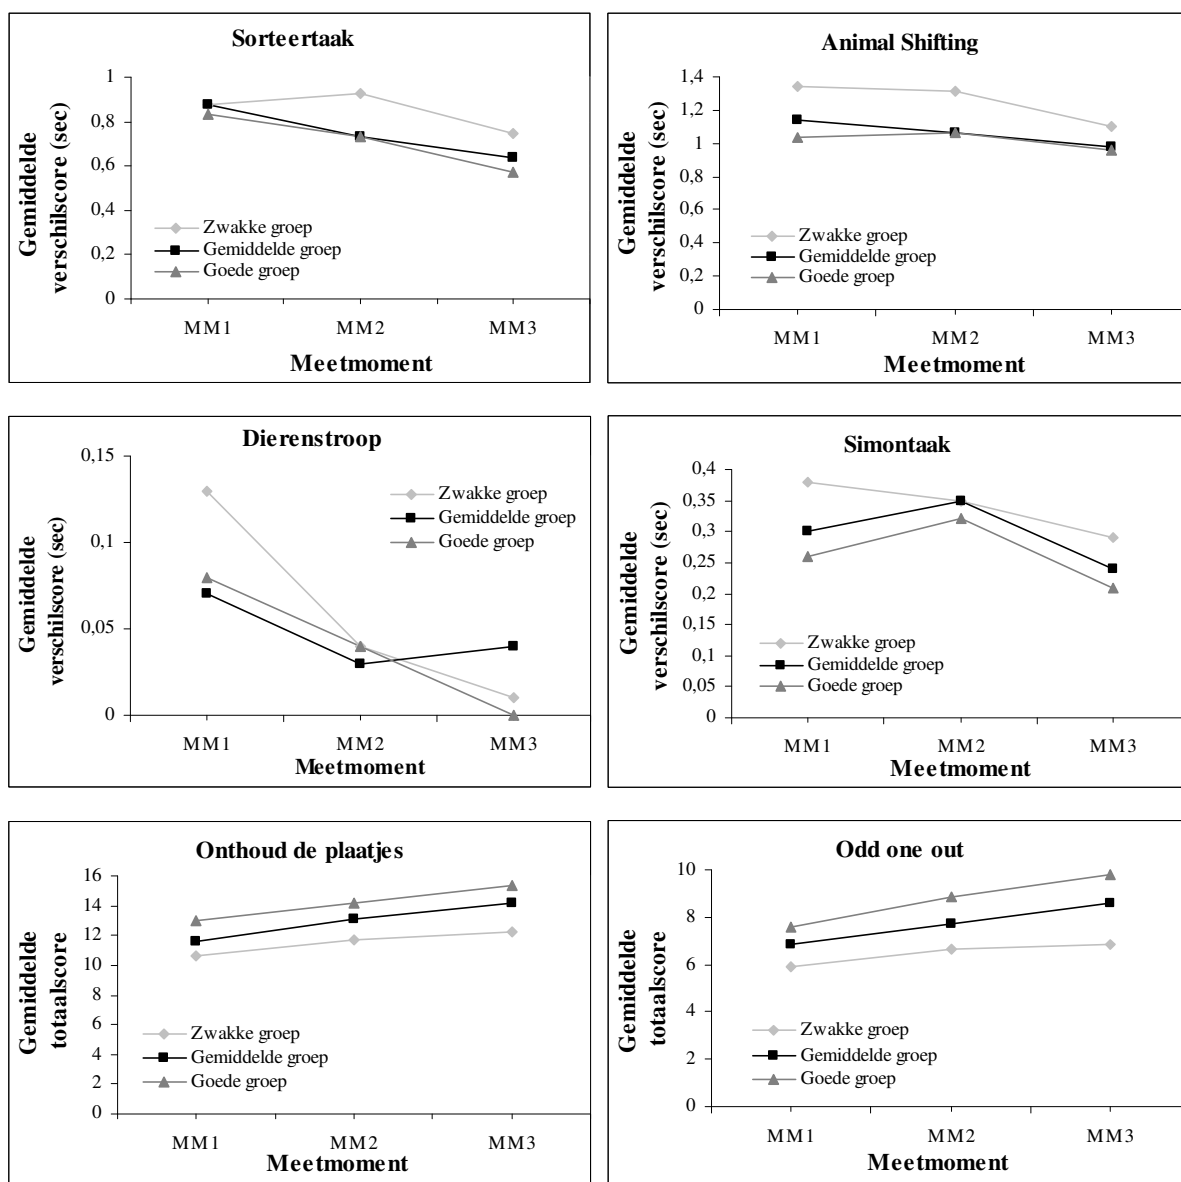 Sorteertaak
Gemiddelde
verschilscore (sec)
1
0,8
0,6
0,4
0,2
0
Zwakke groep
Gemiddelde groep
Goede groep
MM1 MM2 MM3
Meetmoment
Animal Shifting
Gemiddelde
verschilscore (sec)
1,4
1,2
1
0,8
0,6
0,4
0,2
0
Zwakke groep
Gemiddelde groep
Goede groep
MM1 MM2 MM3
Meetmoment
Dierenstroop
Gemiddelde
verschilscore (sec)
0,15
0,1
0,05
0
Zwakke groep
Gemiddelde groep
Goede groep
MM1 MM2 MM3
Meetmoment
Simontaak
Gemiddelde
verschilscore (sec)
0,4
0,35
0,3
0,25
0,2
0,15
0,1
0,05
0
Zwakke groep
Gemiddelde groep
Goede groep
MM1 MM2 MM3
Meetmoment
Onthoud de plaatjes
Gemiddelde
totaalscore
16
14
12
10
8
6
4
2
0
Zwakke groep
Gemiddelde groep
Goede groep
MM1 MM2 MM3
Meetmoment
Odd one out
Gemiddelde
totaalscore
10
8
6
4
2
0
Zwakke groep
Gemiddelde groep
Goede groep
MM1 MM2 MM3
Meetmoment